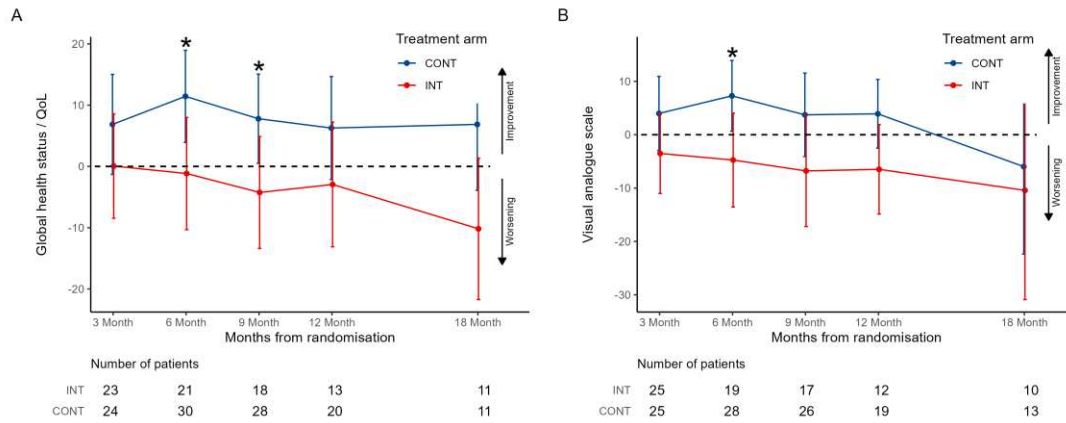 A
Global health status / QoL
20
10
0
-10
-20
*
*
Treatment arm
CONT
INT
Improvement
Worsening
3 Month 6 Month 9 Month 12 Month 18 Month
Months from randomisation
Number of patients
INT 23 21 18 13 11
CONT 24 30 28 20 11
B
Visual analogue scale
10
0
-10
-20
-30
*
Treatment arm
CONT
INT
Improvement
Worsening
3 Month 6 Month 9 Month 12 Month 18 Month
Months from randomisation
Number of patients
INT 25 19 17 12 10
CONT 25 28 26 19 13